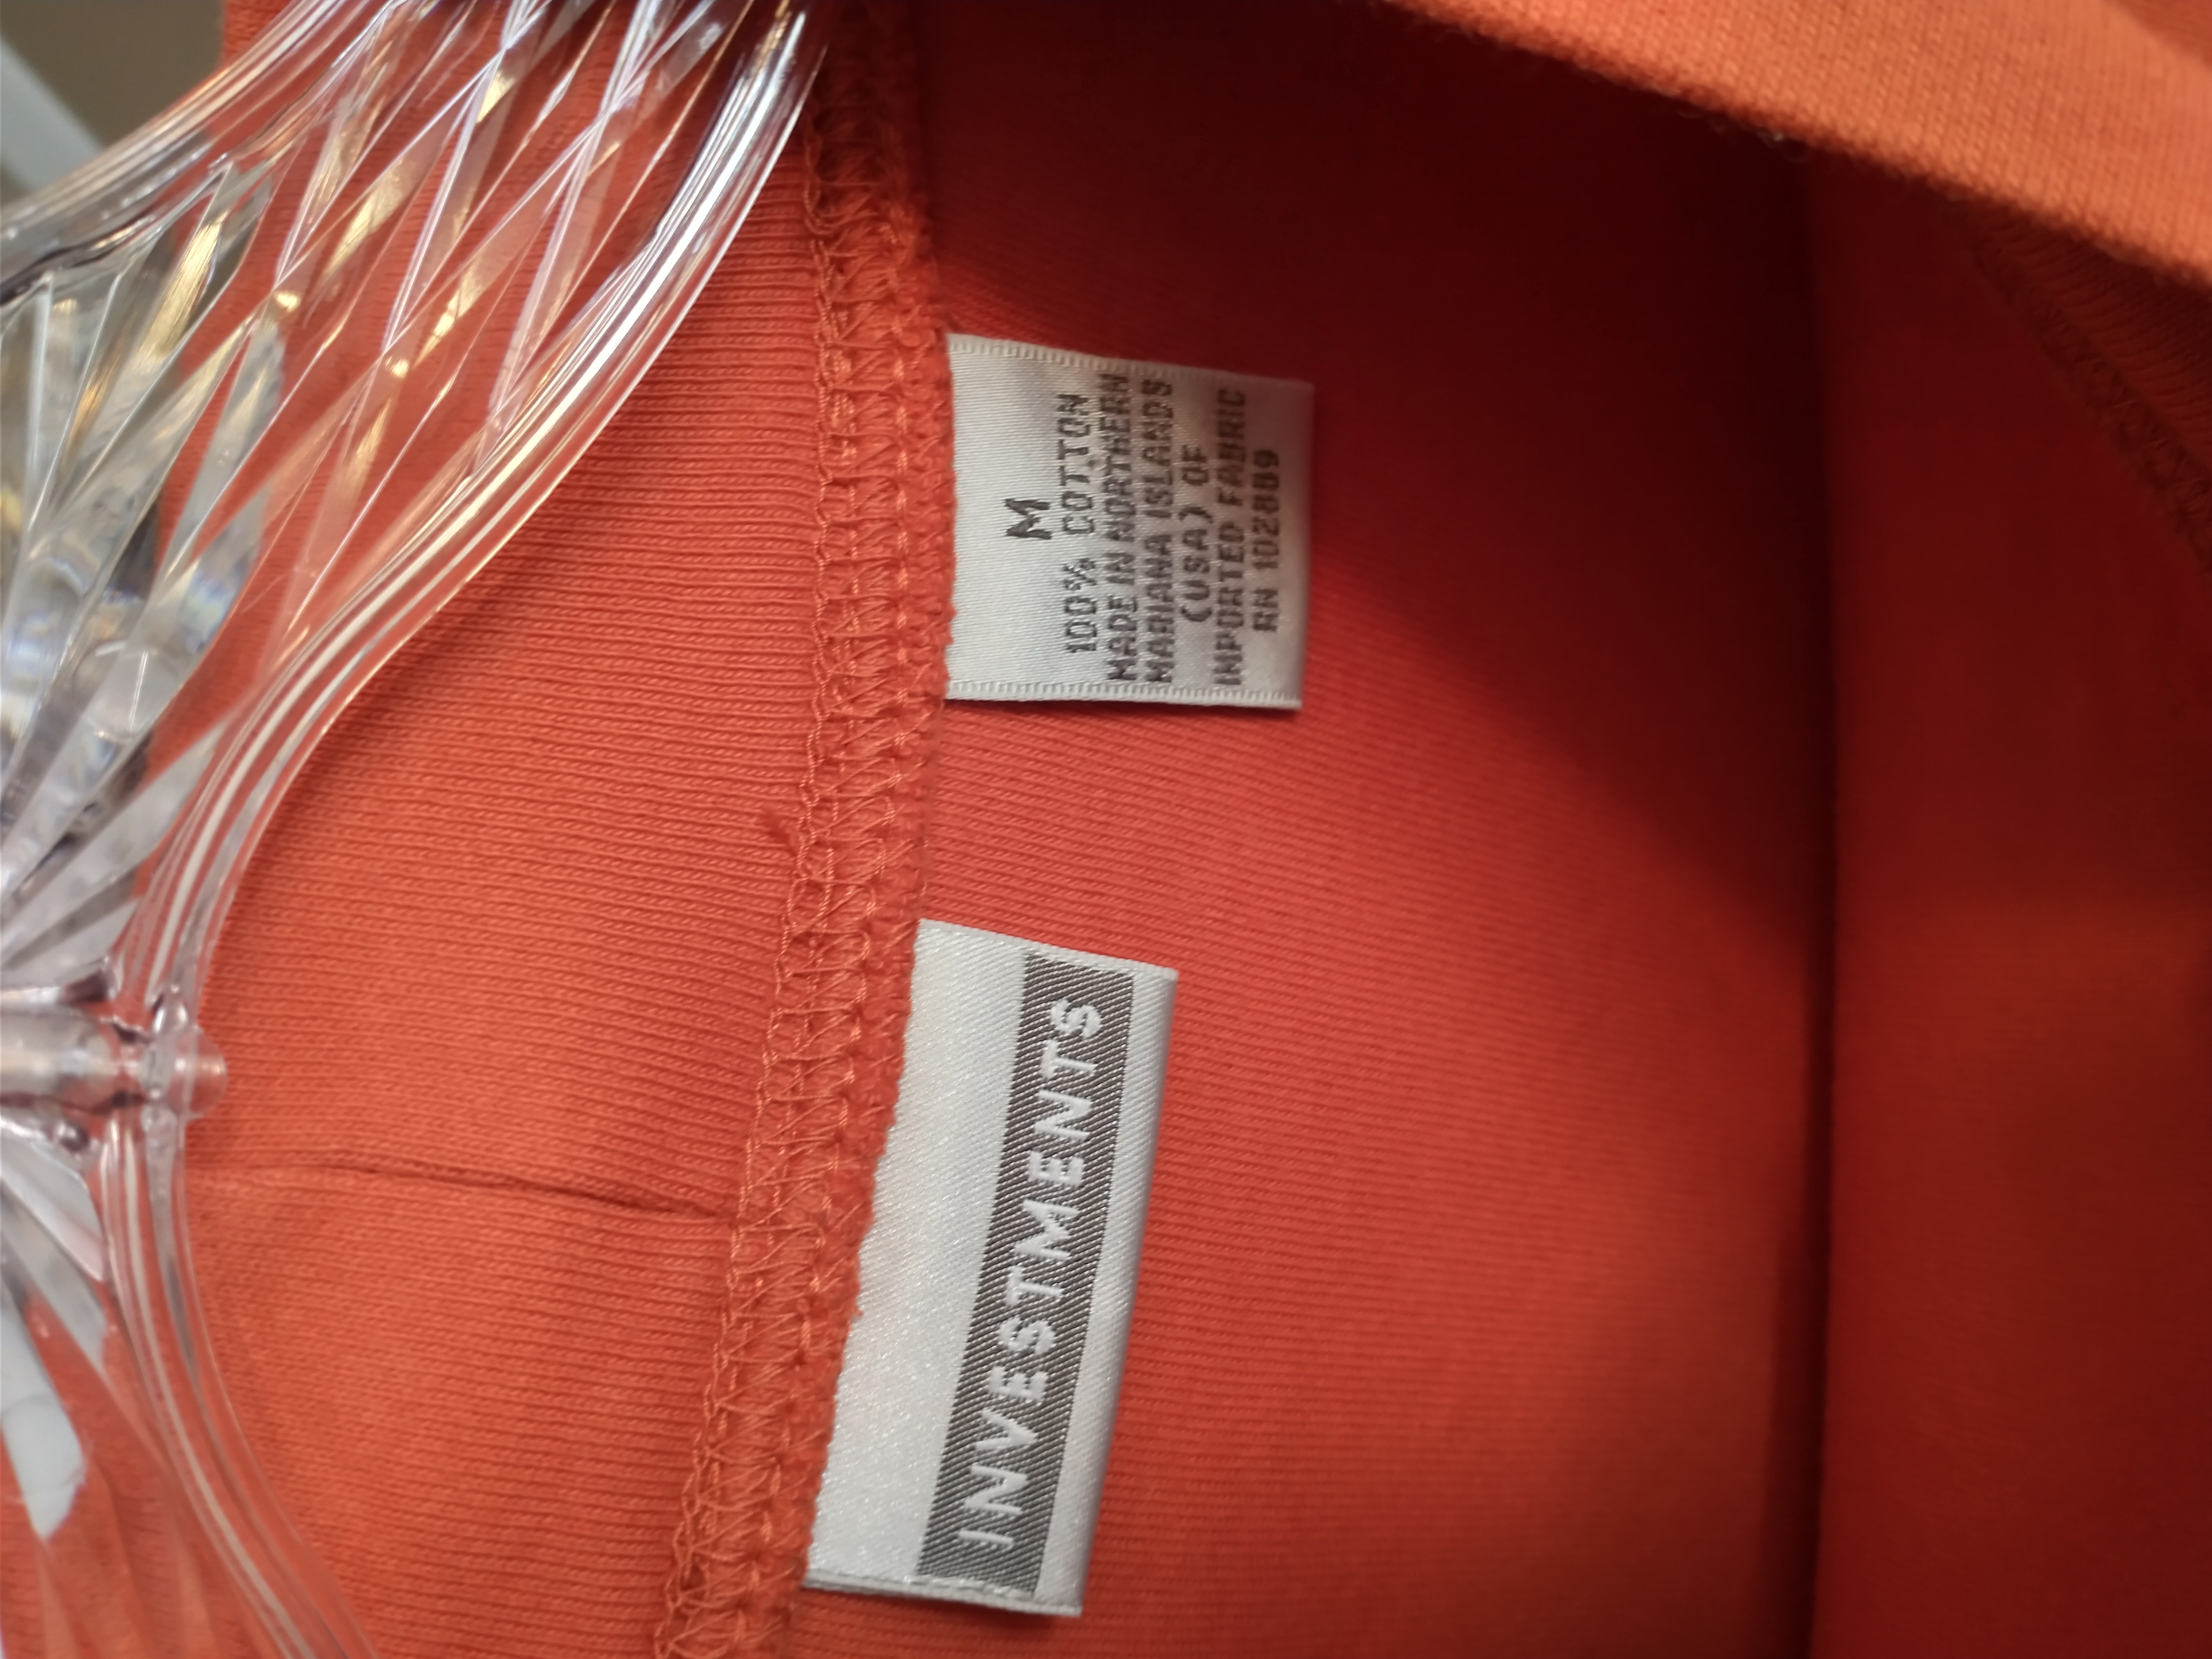 M
100% COTTON
MADE IN NORTHERN
MARIANA ISLANDS
(USA) OF
IMPORTED FABRIC
RN 102889
INVESTMENTS